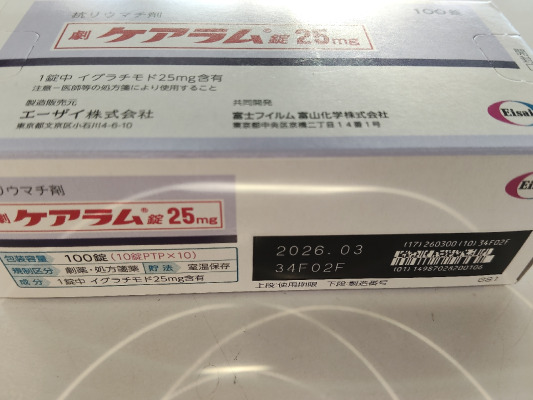 抗リウマチ剤
100錠
劇 ケアラム®錠 25mg
1錠中 イグラチモド25mg含有
注意-医師等の処方箋により使用すること
製造販売元
エーザイ株式会社
東京都文京区小石川4-6-10
共同開発
富士フイルム 富山化学株式会社
東京都中央区京橋二丁目14番1号
Eisai
リウマチ剤
劇 ケアラム®錠 25mg
包装容量 100錠(10錠PTP×10)
規制区分 劇薬・処方箋薬 貯法 室温保存
成分 1錠中 イグラチモド25mg含有
2026.03
34F02F
(17)260300(10)34F02F
(01)14987028200106
上段 使用期限 下段 製造番号
GS1
Eis